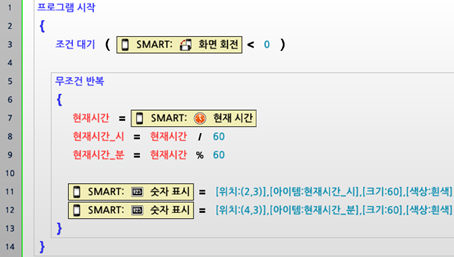 1 프로그램 시작
2 {
3 조건 대기 ( SMART: 화면 회전 < 0 )
4
5 무조건 반복
6 {
7 현재시간 = SMART: 현재 시간
8 현재시간_시 = 현재시간 / 60
9 현재시간_분 = 현재시간 % 60
10
11 SMART: 숫자 표시 = [위치:(2,3)],[아이템:현재시간_시],[크기:60],[색상:흰색]
12 SMART: 숫자 표시 = [위치:(4,3)],[아이템:현재시간_분],[크기:60],[색상:흰색]
13 }
14 }